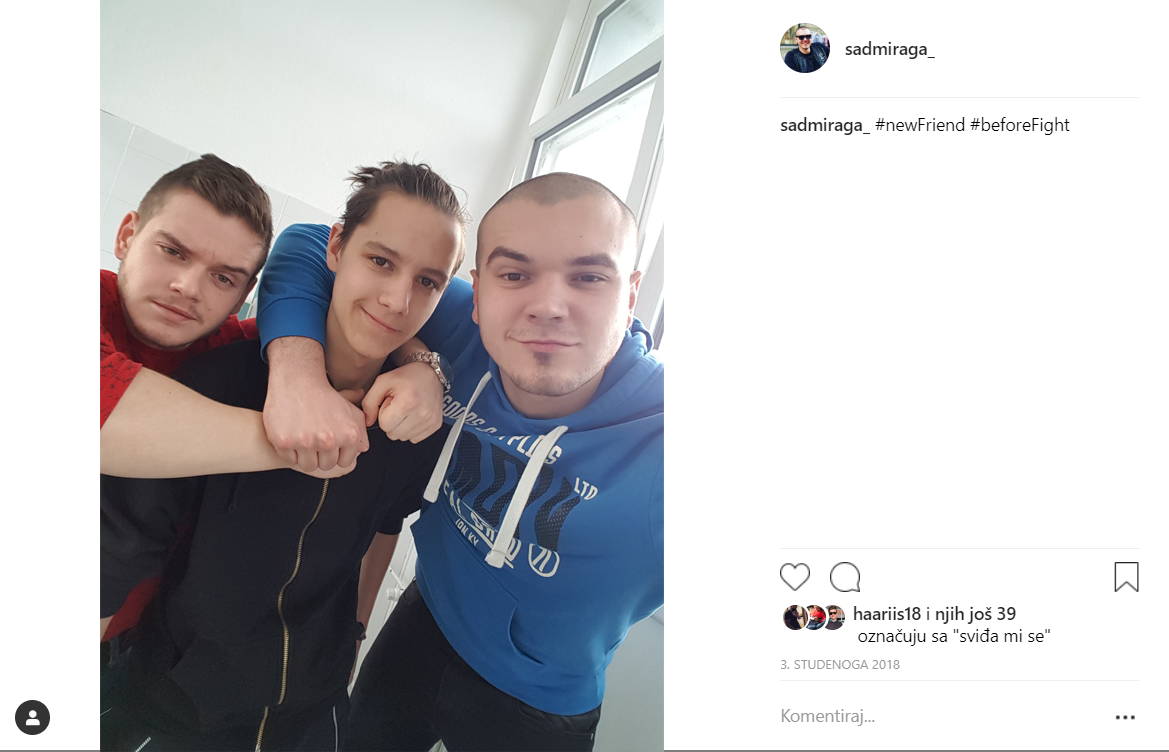 sadmiraga_
sadmiraga_ #newFriend #beforeFight
LTD
haariis18 i njih još 39
označuju sa "sviđa mi se"
3. STUDENOGA 2018
Komentiraj...